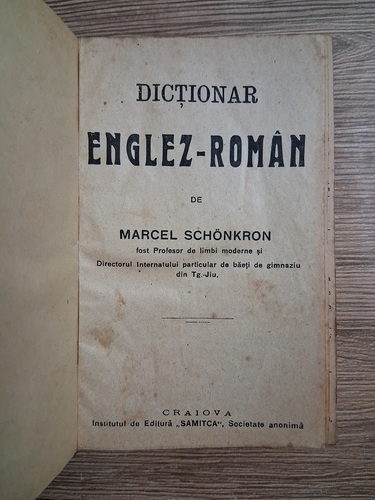 DICȚIONAR
ENGLEZ-ROMÂN
DE
MARCEL SCHÖNKRON
fost Profesor de limbi moderne și
Directorul Internatului particular de băeți de gimnaziu
din Tg.-Jiu.
CRAIOVA
Institutul de Editură „SAMITCA“, Societate anonimă